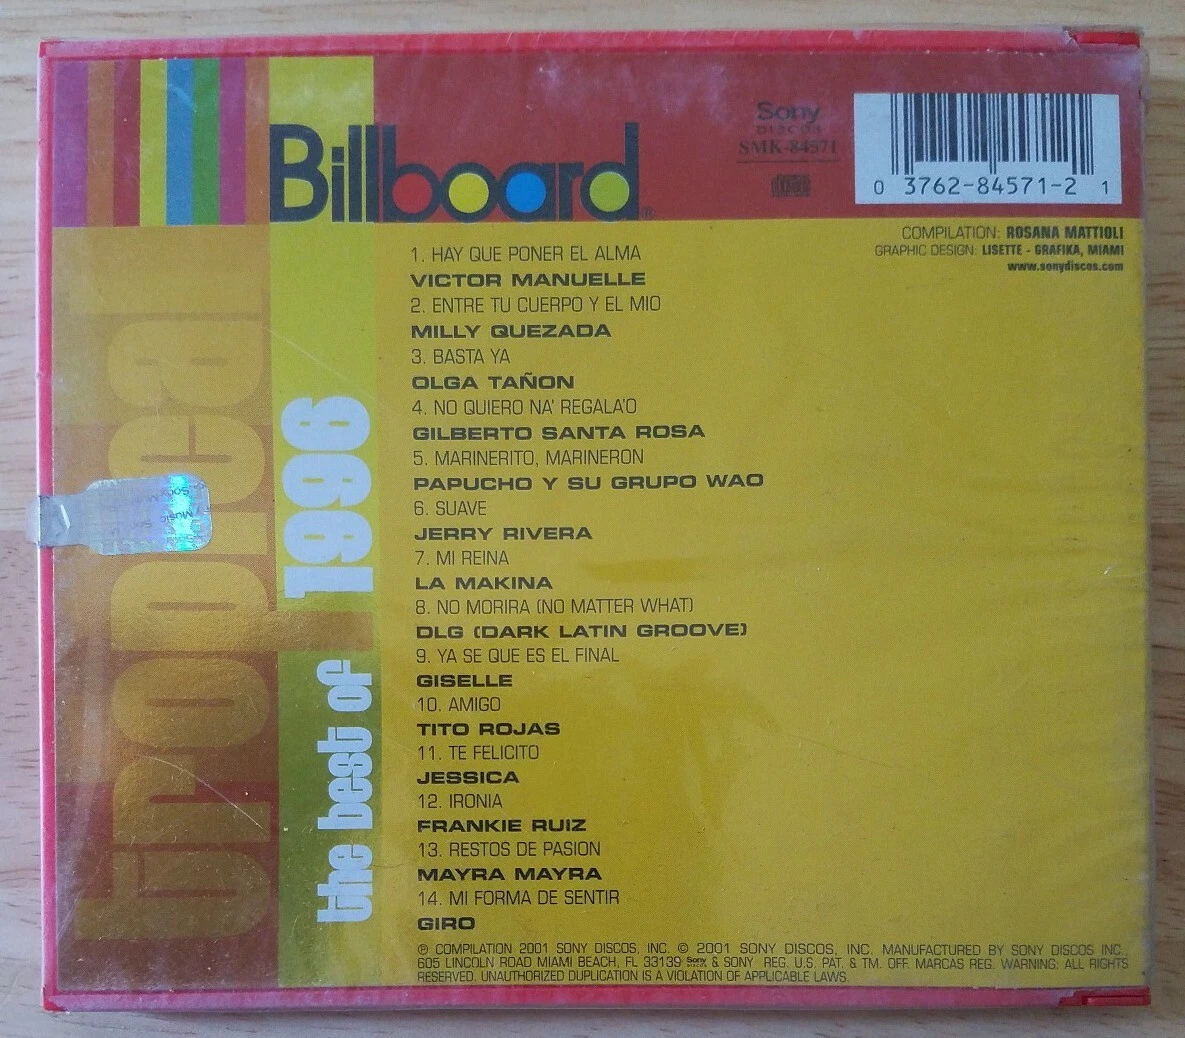 Billboard®
Sony
DISCOS
SMK-84571
0 3762-84571-2 1
COMPILATION: ROSANA MATTIOLI
GRAPHIC DESIGN: LISETTE - GRAFIKA, MIAMI
www.sonydiscos.com
tropical
the best of 1996
1. HAY QUE PONER EL ALMA
VICTOR MANUELLE
2. ENTRE TU CUERPO Y EL MIO
MILLY QUEZADA
3. BASTA YA
OLGA TAÑON
4. NO QUIERO NA' REGALA'O
GILBERTO SANTA ROSA
5. MARINERITO, MARINERON
PAPUCHO Y SU GRUPO WAO
6. SUAVE
JERRY RIVERA
7. MI REINA
LA MAKINA
8. NO MORIRA (NO MATTER WHAT)
DLG (DARK LATIN GROOVE)
9. YA SE QUE ES EL FINAL
GISELLE
10. AMIGO
TITO ROJAS
11. TE FELICITO
JESSICA
12. IRONIA
FRANKIE RUIZ
13. RESTOS DE PASION
MAYRA MAYRA
14. MI FORMA DE SENTIR
GIRO
℗ COMPILATION 2001 SONY DISCOS, INC. © 2001 SONY DISCOS, INC. MANUFACTURED BY SONY DISCOS INC.,
605 LINCOLN ROAD MIAMI BEACH, FL 33139 Sony & SONY REG. U.S. PAT. & TM. OFF. MARCAS REG. WARNING: ALL RIGHTS
RESERVED. UNAUTHORIZED DUPLICATION IS A VIOLATION OF APPLICABLE LAWS.